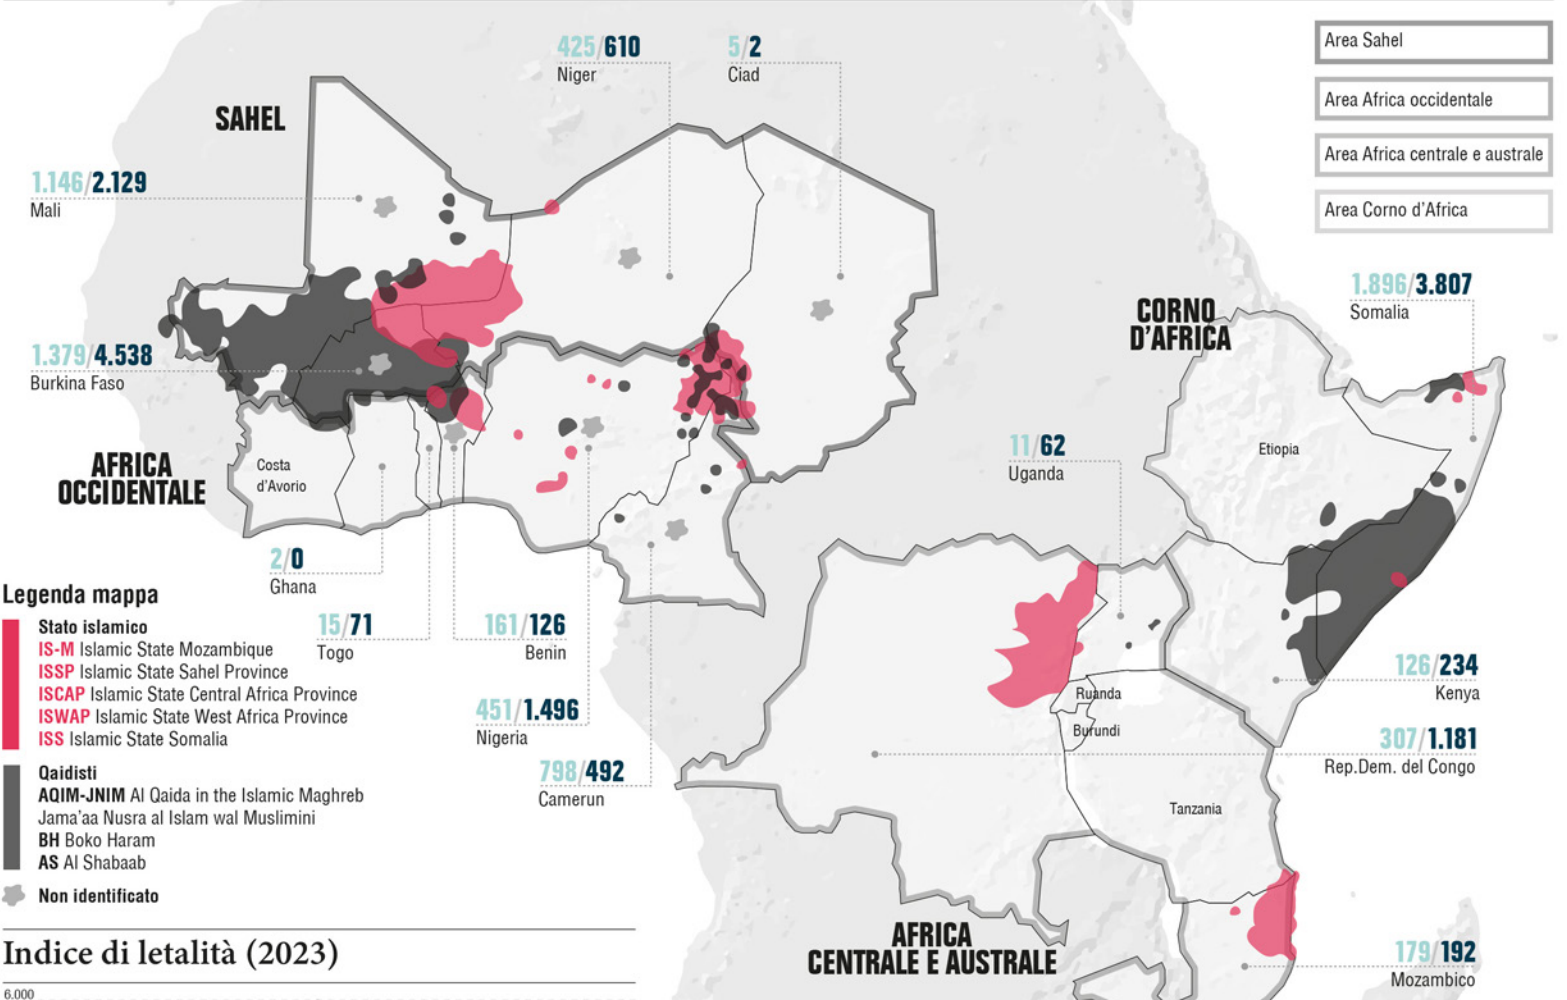 425/610
Niger
5/2
Ciad
Area Sahel
Area Africa occidentale
Area Africa centrale e australe
Area Corno d'Africa
SAHEL
1.146/2.129
Mali
1.379/4.538
Burkina Faso
CORNO
D'AFRICA
1.896/3.807
Somalia
Etiopia
11/62
Uganda
AFRICA
OCCIDENTALE
Costa
d'Avorio
2/0
Ghana
15/71
Togo
161/126
Benin
451/1.496
Nigeria
798/492
Camerun
126/234
Kenya
Ruanda
Burundi
307/1.181
Rep.Dem. del Congo
Tanzania
AFRICA
CENTRALE E AUSTRALE
179/192
Mozambico
Legenda mappa
Stato islamico
IS-M Islamic State Mozambique
ISSP Islamic State Sahel Province
ISCAP Islamic State Central Africa Province
ISWAP Islamic State West Africa Province
ISS Islamic State Somalia
Qaidisti
AQIM-JNIM Al Qaida in the Islamic Maghreb
Jama'aa Nusra al Islam wal Muslimini
BH Boko Haram
AS Al Shabaab
Non identificato
Indice di letalità (2023)
6.000